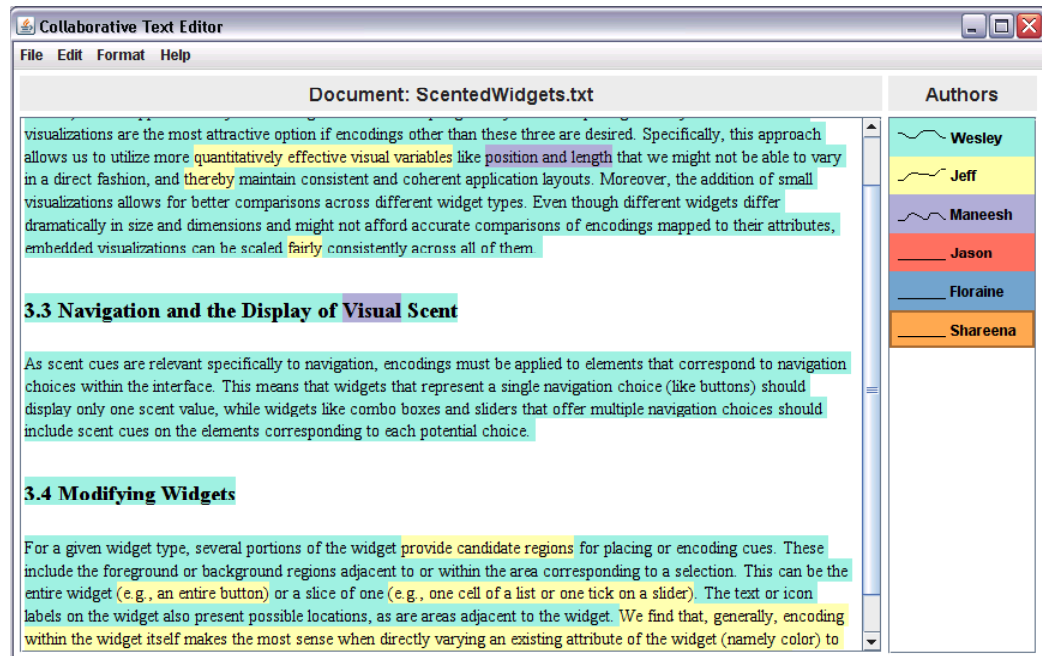 Collaborative Text Editor
File Edit Format Help
Document: ScentedWidgets.txt
Authors
visualizations are the most attractive option if encodings other than these three are desired. Specifically, this approach
allows us to utilize more quantitatively effective visual variables like position and length that we might not be able to vary
in a direct fashion, and thereby maintain consistent and coherent application layouts. Moreover, the addition of small
visualizations allows for better comparisons across different widget types. Even though different widgets differ
dramatically in size and dimensions and might not afford accurate comparisons of encodings mapped to their attributes,
embedded visualizations can be scaled fairly consistently across all of them.
3.3 Navigation and the Display of Visual Scent
As scent cues are relevant specifically to navigation, encodings must be applied to elements that correspond to navigation
choices within the interface. This means that widgets that represent a single navigation choice (like buttons) should
display only one scent value, while widgets like combo boxes and sliders that offer multiple navigation choices should
include scent cues on the elements corresponding to each potential choice.
3.4 Modifying Widgets
For a given widget type, several portions of the widget provide candidate regions for placing or encoding cues. These
include the foreground or background regions adjacent to or within the area corresponding to a selection. This can be the
entire widget (e.g., an entire button) or a slice of one (e.g., one cell of a list or one tick on a slider). The text or icon
labels on the widget also present possible locations, as are areas adjacent to the widget. We find that, generally, encoding
within the widget itself makes the most sense when directly varying an existing attribute of the widget (namely color) to
Wesley
Jeff
Maneesh
Jason
Floraine
Shareena